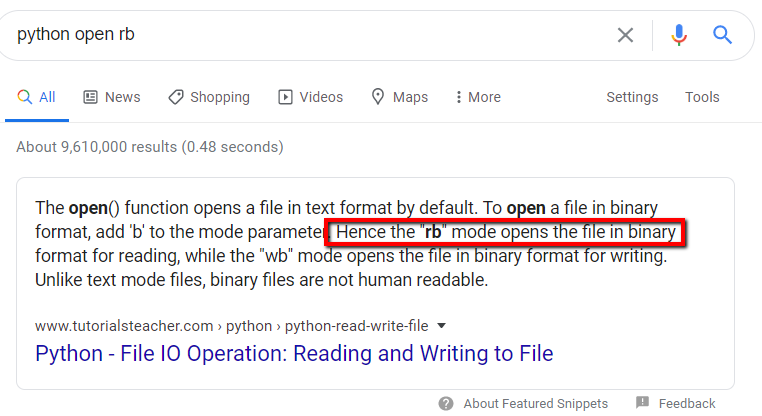 python open rb
All News Shopping Videos Maps More Settings Tools
About 9,610,000 results (0.48 seconds)
The open() function opens a file in text format by default. To open a file in binary
format, add 'b' to the mode parameter. Hence the "rb" mode opens the file in binary
format for reading, while the "wb" mode opens the file in binary format for writing.
Unlike text mode files, binary files are not human readable.
www.tutorialsteacher.com › python › python-read-write-file
Python - File IO Operation: Reading and Writing to File
About Featured Snippets Feedback